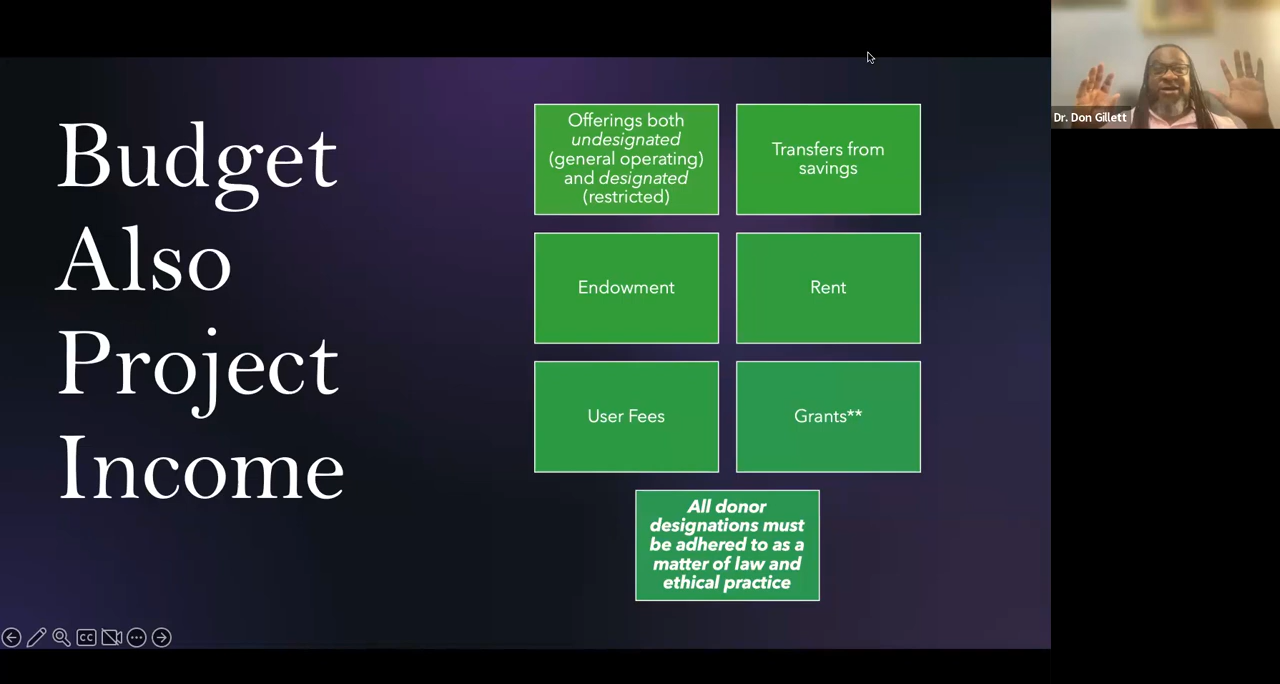 Budget
Also
Project
Income
Offerings both
undesignated
(general operating)
and designated
(restricted)
Transfers from
savings
Endowment
Rent
User Fees
Grants**
All donor
designations must
be adhered to as a
matter of law and
ethical practice
Dr. Don Gillett
CC